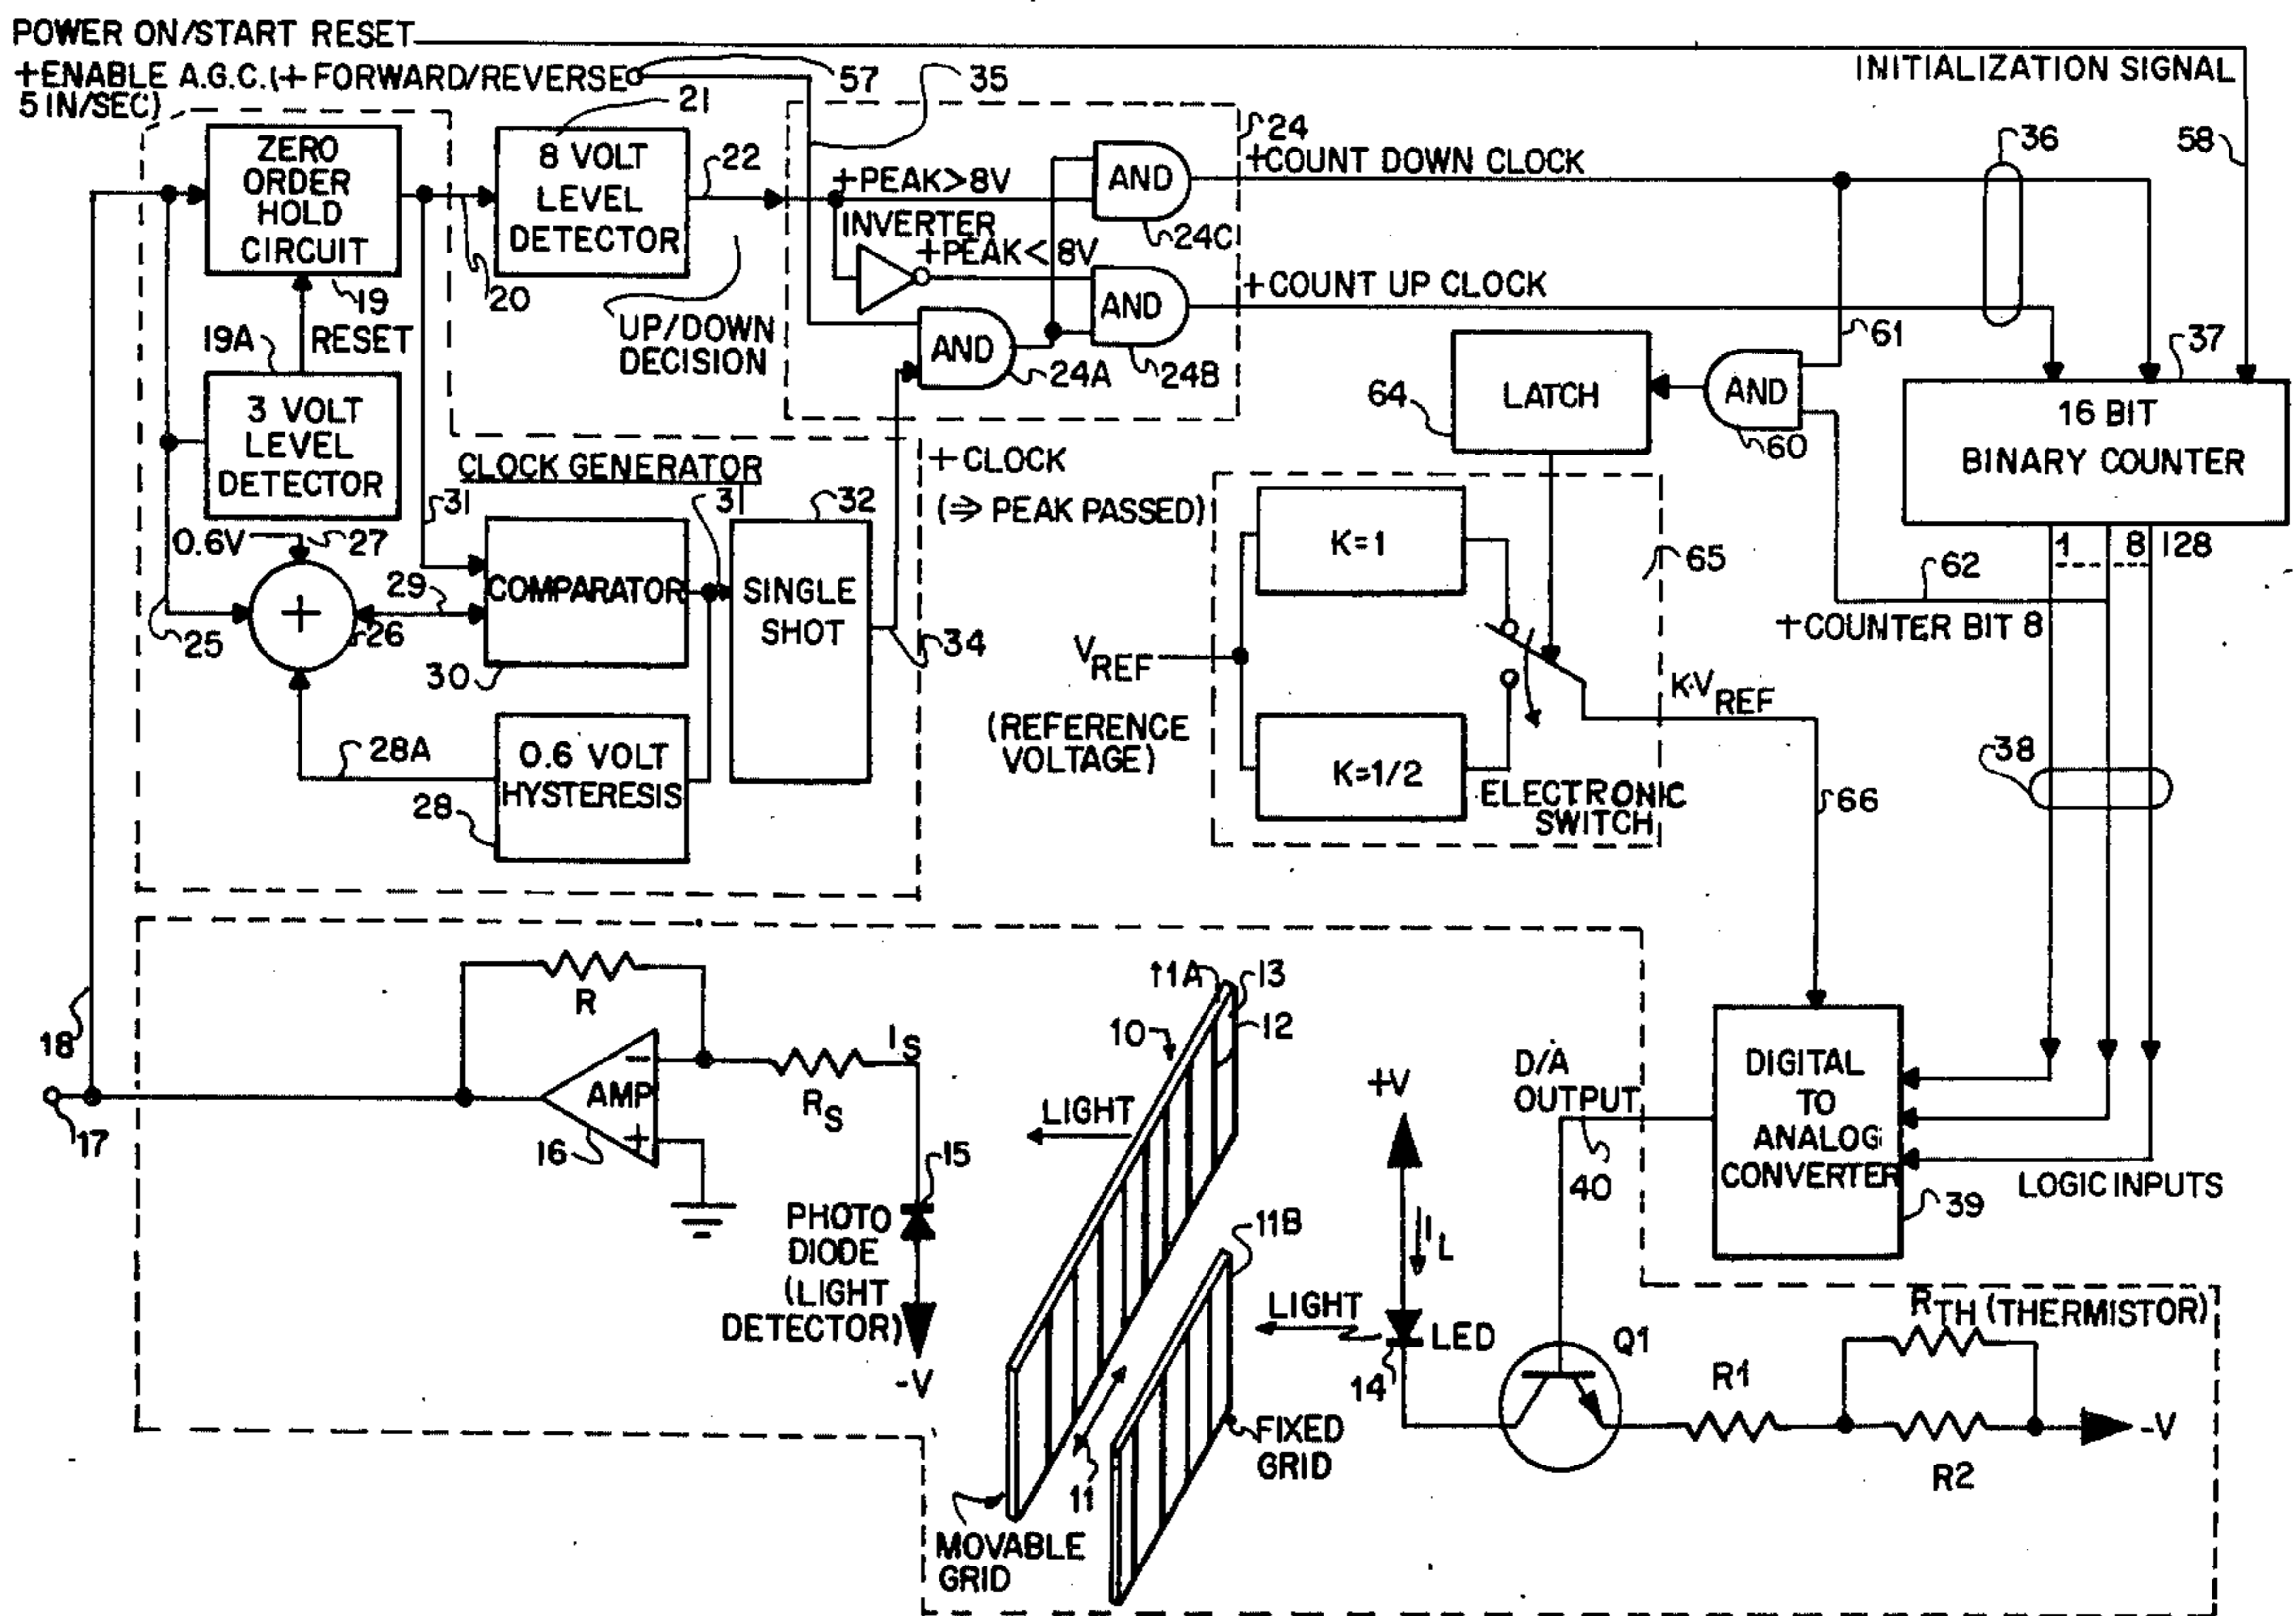 POWER ON/START RESET
INITIALIZATION SIGNAL
+ENABLE A.G.C.(+ FORWARD/REVERSE
5 IN/SEC)
57
35
21
24
36
58
ZERO
ORDER
HOLD
CIRCUIT
19
20
8 VOLT
LEVEL
DETECTOR
22
UP/DOWN
DECISION
+PEAK>8V
INVERTER
+PEAK<8V
AND
24C
AND
24B
AND
24A
+COUNT DOWN CLOCK
+COUNT UP CLOCK
RESET
19A
3 VOLT
LEVEL
DETECTOR
CLOCK GENERATOR
31
31
32
+CLOCK
(⇒ PEAK PASSED)
64
LATCH
AND
60
61
37
16 BIT
BINARY COUNTER
1
8
128
62
+COUNTER BIT 8
0.6V
27
+
25
26
29
COMPARATOR
30
SINGLE
SHOT
34
28A
0.6 VOLT
HYSTERESIS
28
K=1
65
VREF
(REFERENCE
VOLTAGE)
K=1/2
ELECTRONIC
SWITCH
K·VREF
66
38
18
17
R
AMP
-
+
16
RS
IS
15
PHOTO
DIODE
(LIGHT
DETECTOR)
-V
10
11A
13
12
LIGHT
11B
11
MOVABLE
GRID
FIXED
GRID
+V
IL
LIGHT
LED
14
D/A
OUTPUT
40
DIGITAL
TO
ANALOG
CONVERTER
39
LOGIC INPUTS
Q1
R1
RTH (THERMISTOR)
R2
-V